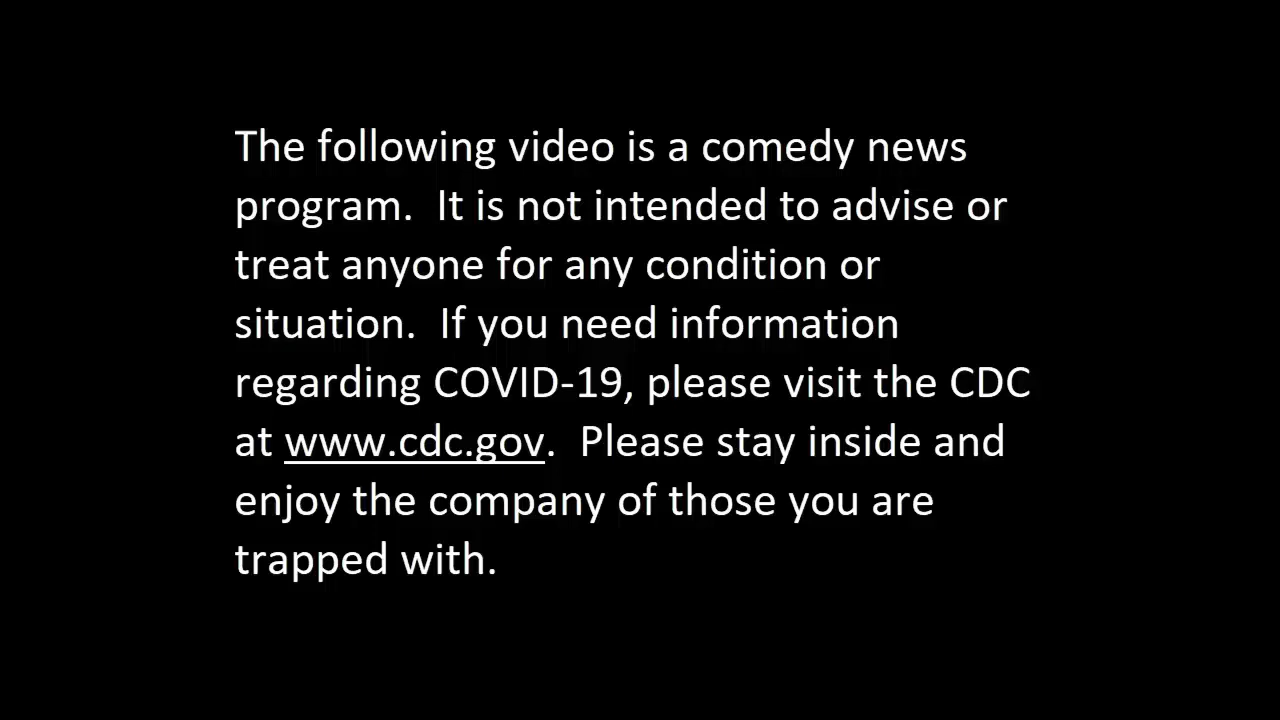 The following video is a comedy news
program.  It is not intended to advise or
treat anyone for any condition or
situation.  If you need information
regarding COVID-19, please visit the CDC
at www.cdc.gov.  Please stay inside and
enjoy the company of those you are
trapped with.